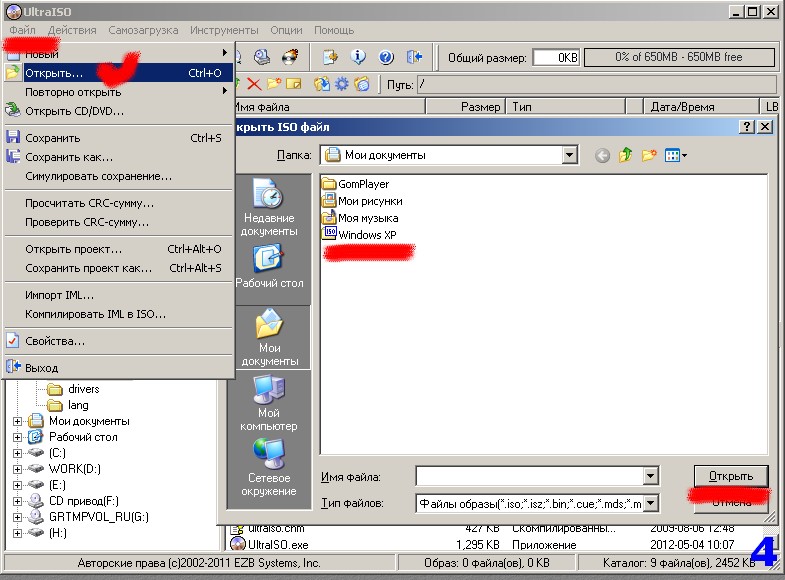 UltraISO
Файл Действия Самозагрузка Инструменты Опции Помощь
Новый
Открыть... Ctrl+O
Повторно открыть
Открыть CD/DVD...
Сохранить Ctrl+S
Сохранить как...
Симулировать сохранение...
Просчитать CRC-сумму...
Проверить CRC-сумму...
Открыть проект... Ctrl+Alt+O
Сохранить проект как... Ctrl+Alt+S
Импорт IML...
Компилировать IML в ISO...
Свойства...
Выход
Общий размер: 0KB 0% of 650MB - 650MB free
Путь: /
Имя файла Размер Тип Дата/Время LB
крыть ISO файл
Папка: Мои документы
Недавние документы
Рабочий стол
Мои документы
Мой компьютер
Сетевое окружение
GomPlayer
Мои рисунки
Моя музыка
ISO Windows XP
Имя файла: Открыть
Тип файлов: Файлы образы(*.iso;*.isz;*.bin;*.cue;*.mds;*.m Отмена
drivers
lang
Мои документы
Рабочий стол
(C:)
WORK(D:)
(E:)
CD привод(F:)
GRTMPVOL_RU(G:)
(H:)
ultraiso.chm 427 KB Скомпилированны... 2009-08-06 12:48
UltraISO.exe 1,295 KB Приложение 2012-05-04 10:07
Авторские права (c)2002-2011 EZB Systems, Inc. Образ: 0 файла(ов), 0 KB Каталог: 9 Файла(ов), 2452 KB
4